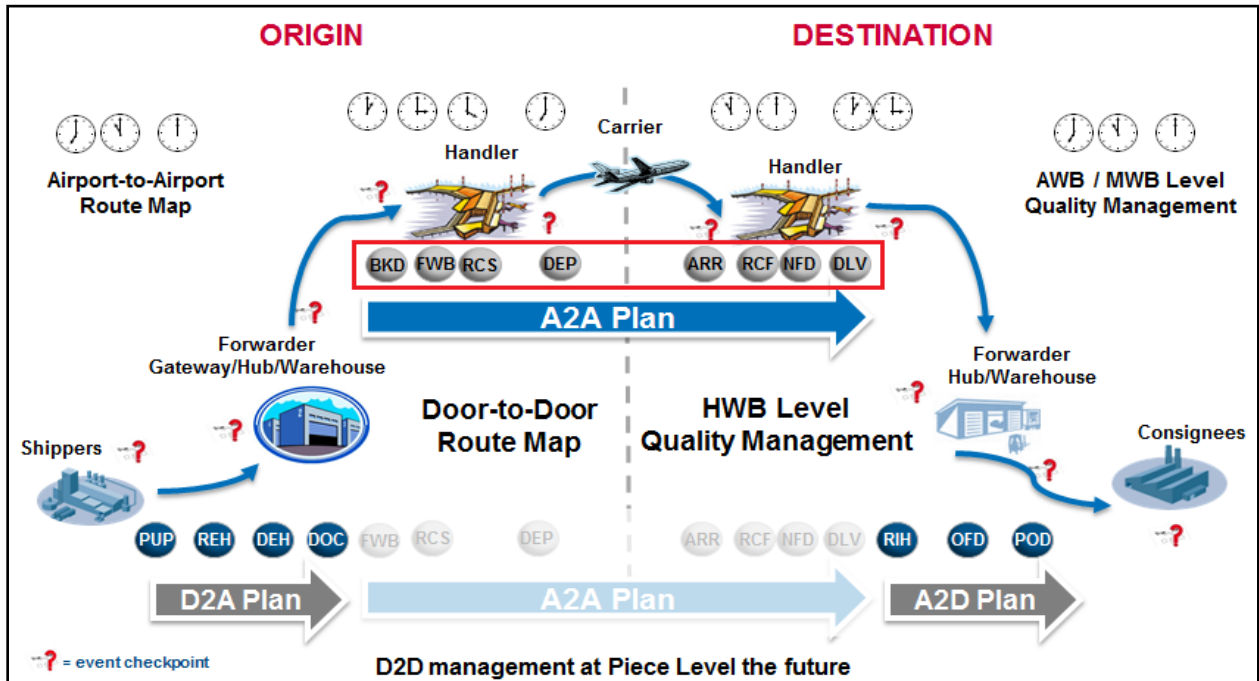 ORIGIN
DESTINATION
Carrier
Handler
Handler
Airport-to-Airport
Route Map
AWB / MWB Level
Quality Management
BKD FWB RCS DEP ARR RCF NFD DLV
A2A Plan
Forwarder
Gateway/Hub/Warehouse
Forwarder
Hub/Warehouse
Door-to-Door
Route Map
HWB Level
Quality Management
Shippers
Consignees
PUP REH DEH DOC FWB RCS DEP ARR RCF NFD DLV RIH OFD POD
D2A Plan
A2A Plan
A2D Plan
? = event checkpoint
D2D management at Piece Level the future